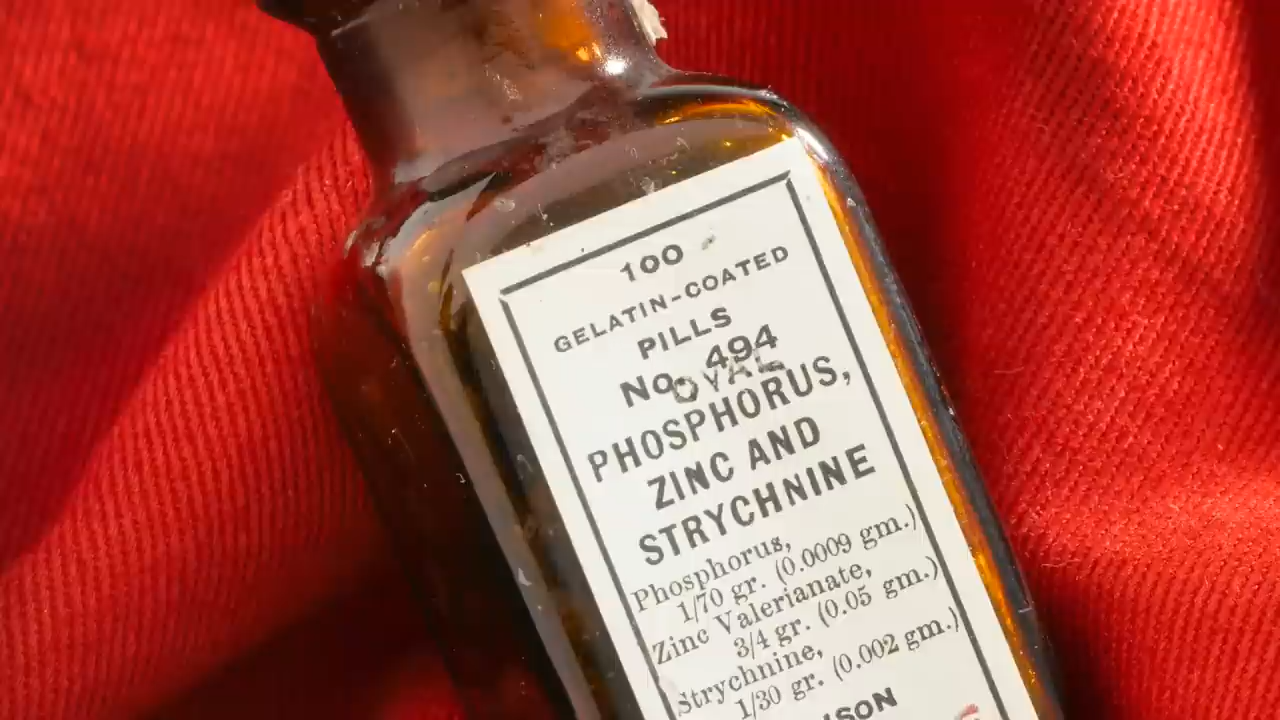 100
GELATIN-COATED
PILLS
No. 494
OVAL
PHOSPHORUS,
ZINC AND
STRYCHNINE
Phosphorus,
1/70 gr. (0.0009 gm.)
Zinc Valerianate,
3/4 gr. (0.05 gm.)
Strychnine,
1/30 gr. (0.002 gm.)